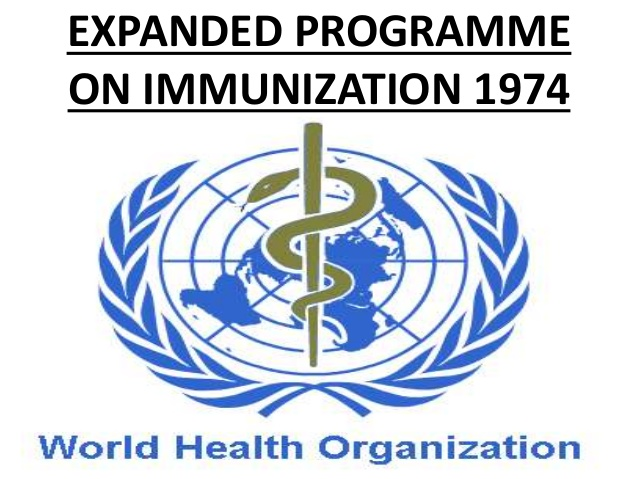 EXPANDED PROGRAMME
ON IMMUNIZATION 1974
World Health Organization